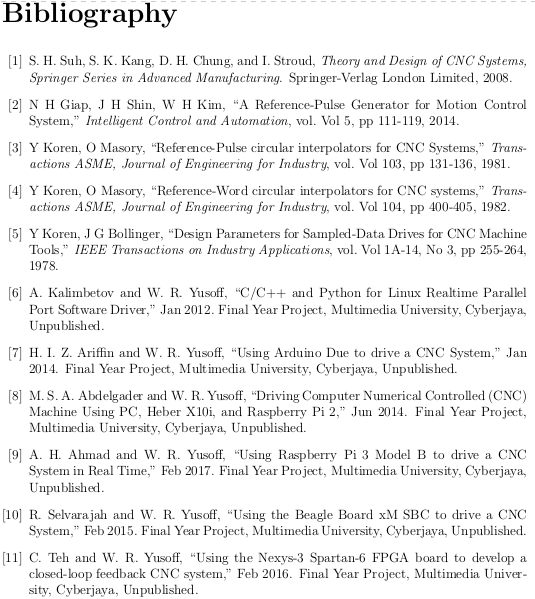 Bibliography
[1] S. H. Suh, S. K. Kang, D. H. Chung, and I. Stroud, Theory and Design of CNC Systems,
Springer Series in Advanced Manufacturing. Springer-Verlag London Limited, 2008.
[2] N H Giap, J H Shin, W H Kim, “A Reference-Pulse Generator for Motion Control
System,” Intelligent Control and Automation, vol. Vol 5, pp 111-119, 2014.
[3] Y Koren, O Masory, “Reference-Pulse circular interpolators for CNC Systems,” Trans-
actions ASME, Journal of Engineering for Industry, vol. Vol 103, pp 131-136, 1981.
[4] Y Koren, O Masory, “Reference-Word circular interpolators for CNC systems,” Trans-
actions ASME, Journal of Engineering for Industry, vol. Vol 104, pp 400-405, 1982.
[5] Y Koren, J G Bollinger, “Design Parameters for Sampled-Data Drives for CNC Machine
Tools,” IEEE Transactions on Industry Applications, vol. Vol 1A-14, No 3, pp 255-264,
1978.
[6] A. Kalimbetov and W. R. Yusoff, “C/C++ and Python for Linux Realtime Parallel
Port Software Driver,” Jan 2012. Final Year Project, Multimedia University, Cyberjaya,
Unpublished.
[7] H. I. Z. Ariffin and W. R. Yusoff, “Using Arduino Due to drive a CNC System,” Jan
2014. Final Year Project, Multimedia University, Cyberjaya, Unpublished.
[8] M. S. A. Abdelgader and W. R. Yusoff, “Driving Computer Numerical Controlled (CNC)
Machine Using PC, Heber X10i, and Raspberry Pi 2,” Jun 2014. Final Year Project,
Multimedia University, Cyberjaya, Unpublished.
[9] A. H. Ahmad and W. R. Yusoff, “Using Raspberry Pi 3 Model B to drive a CNC
System in Real Time,” Feb 2017. Final Year Project, Multimedia University, Cyberjaya,
Unpublished.
[10] R. Selvarajah and W. R. Yusoff, “Using the Beagle Board xM SBC to drive a CNC
System,” Feb 2015. Final Year Project, Multimedia University, Cyberjaya, Unpublished.
[11] C. Teh and W. R. Yusoff, “Using the Nexys-3 Spartan-6 FPGA board to develop a
closed-loop feedback CNC system,” Feb 2016. Final Year Project, Multimedia Univer-
sity, Cyberjaya, Unpublished.